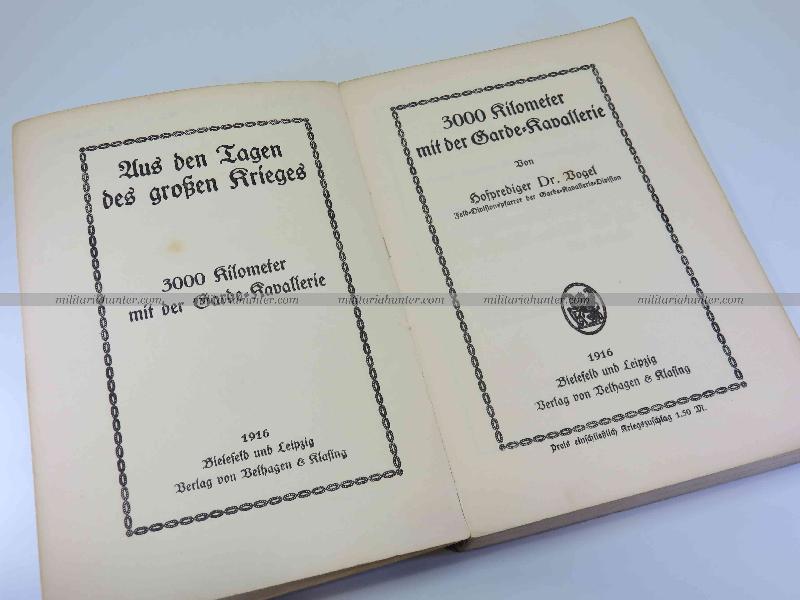 Aus den Tagen
des großen Krieges
3000 Kilometer
mit der Garde-Kavallerie
1916
Bielefeld und Leipzig
Verlag von Velhagen & Klasing
3000 Kilometer
mit der Garde-Kavallerie
Von
Hofprediger Dr. Vogel
Feld-Divisionspfarrer der Garde-Kavallerie-Division
1916
Bielefeld und Leipzig
Verlag von Velhagen & Klasing
Preis einschließlich Kriegszuschlag 1.50 M.
militariahunter.com militariahunter.com militariahunter.com militariahunter.com militariahunter.com